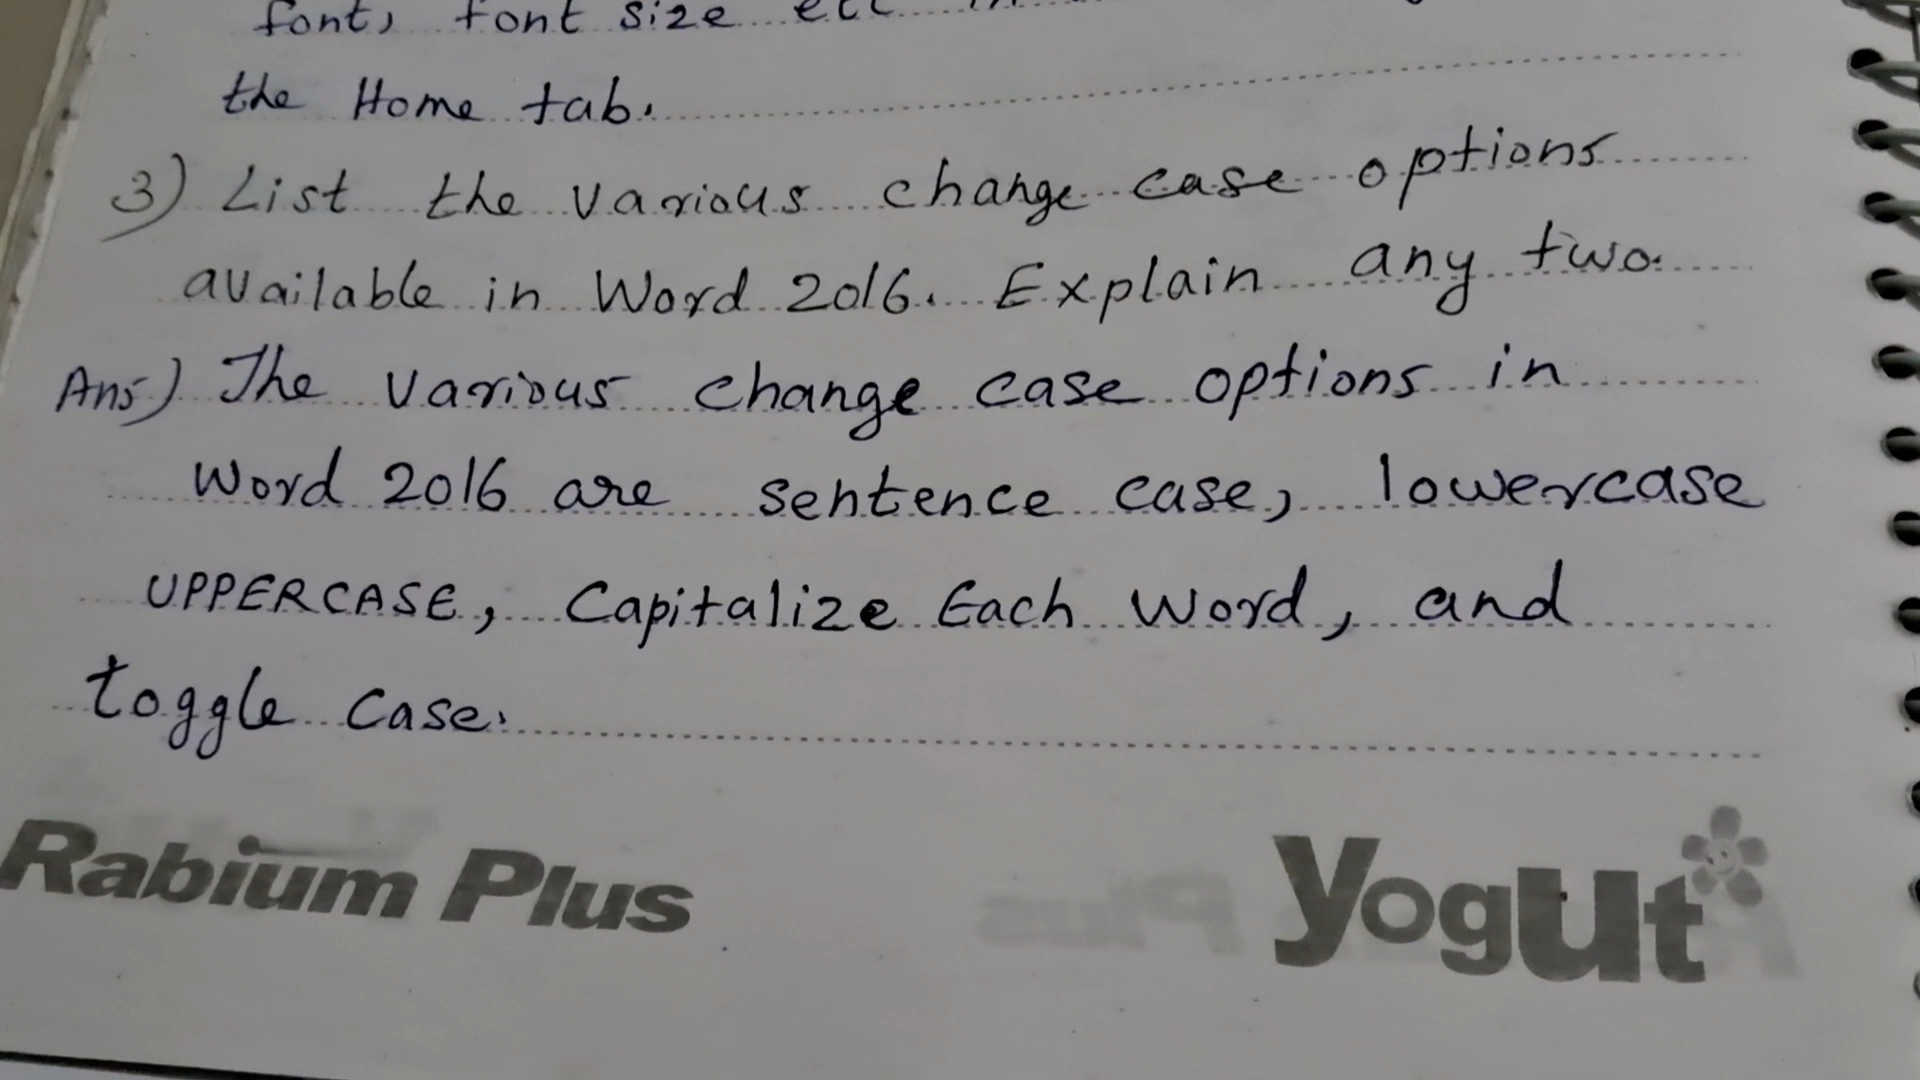 font, font size etc in
the Home tab.
3) List the various change case options
available in Word 2016. Explain any two.
Ans) The various change case options in
Word 2016 are sentence case, lowercase
UPPERCASE, Capitalize Each Word, and
toggle case.
Rabium Plus
yogut